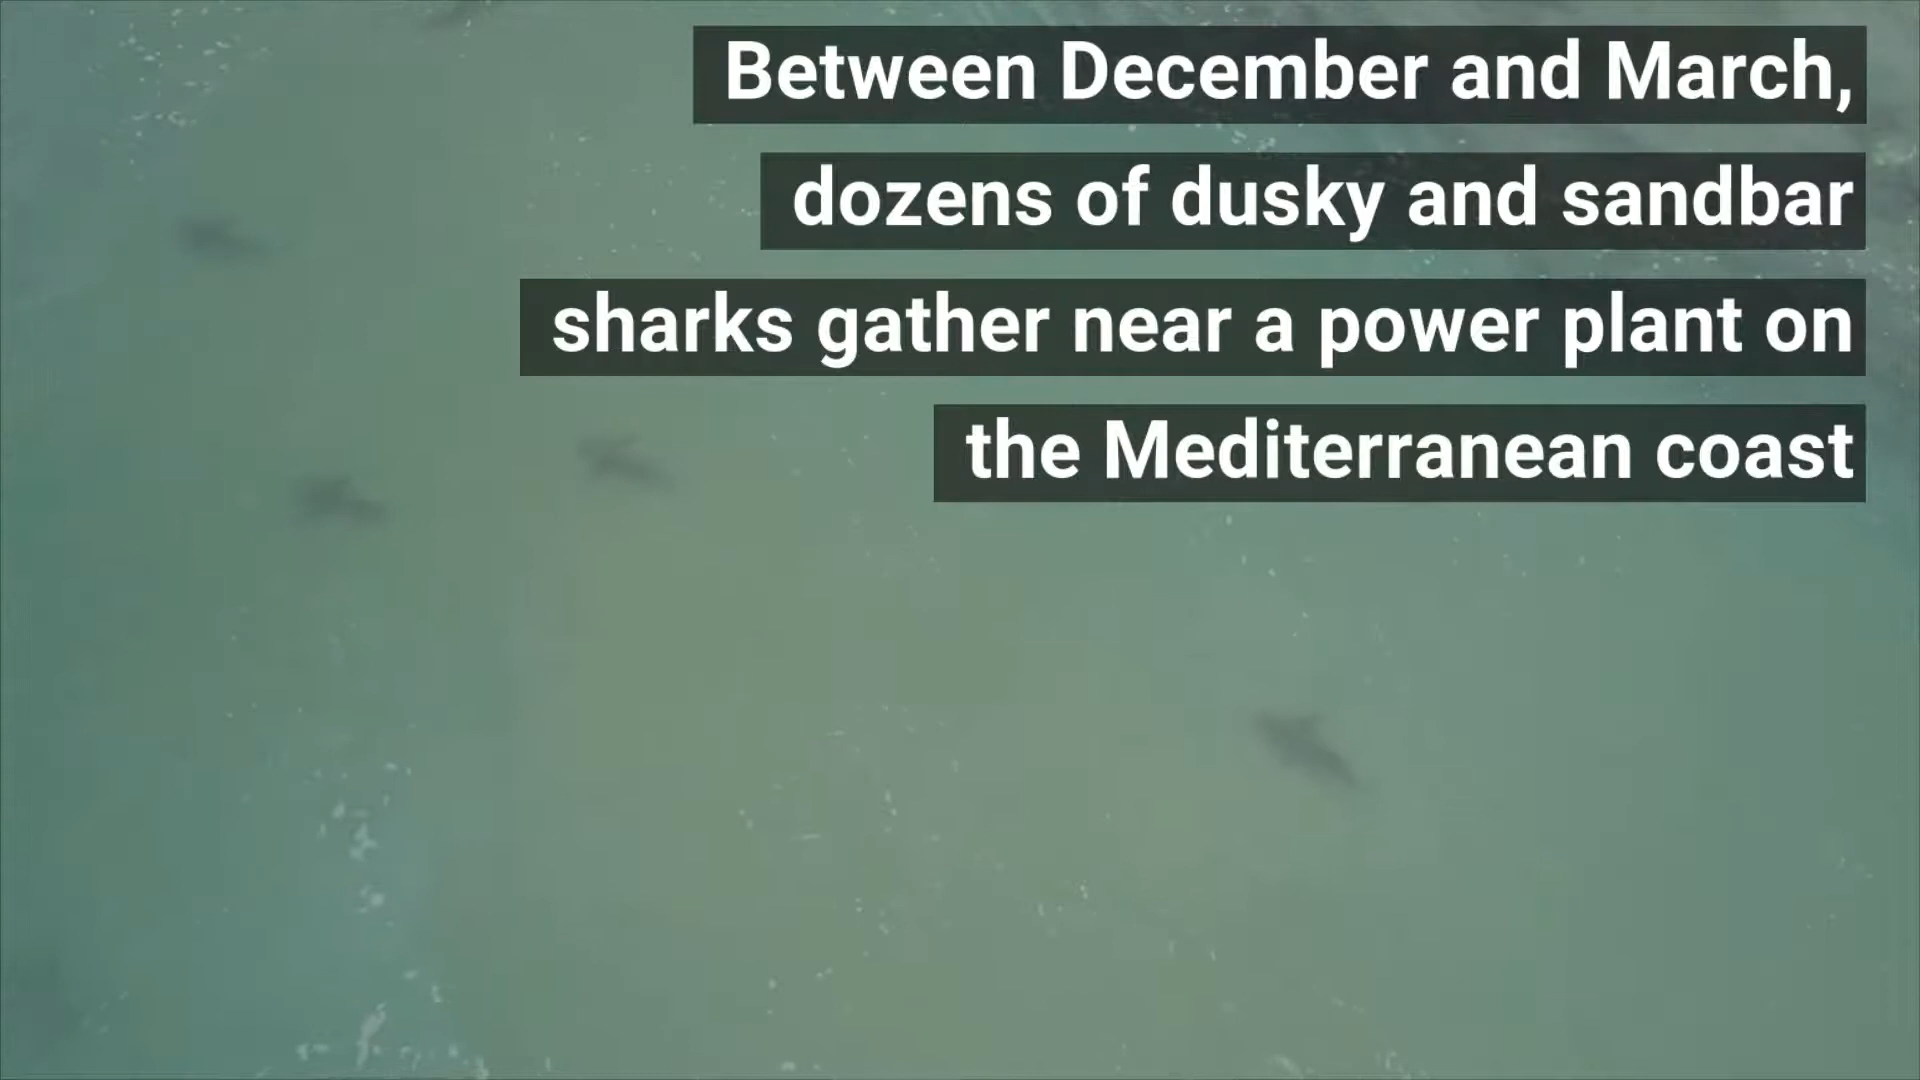 Between December and March,
dozens of dusky and sandbar
sharks gather near a power plant on
the Mediterranean coast